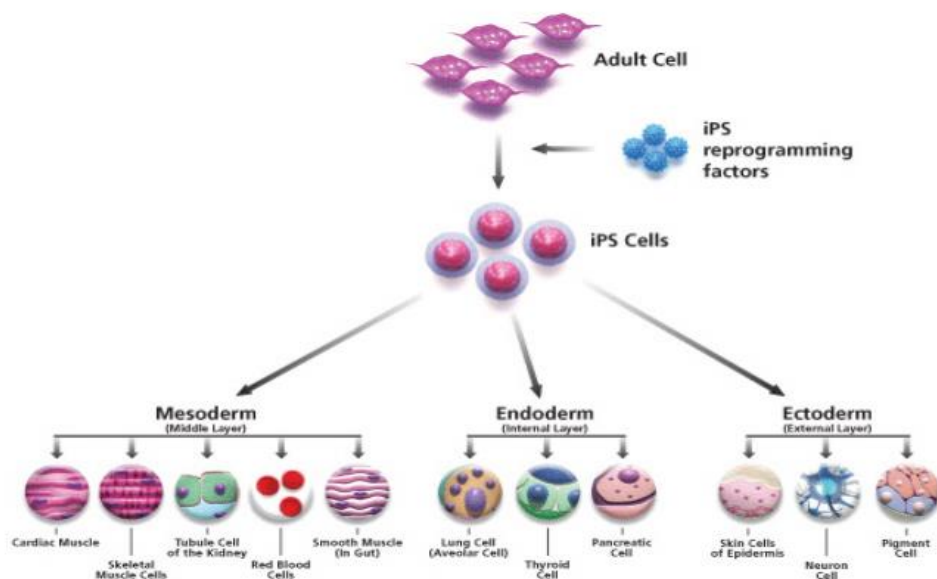 Adult Cell
iPS
reprogramming
factors
iPS Cells
Mesoderm
(Middle Layer)
Endoderm
(Internal Layer)
Ectoderm
(External Layer)
Cardiac Muscle
Skeletal
Muscle Cells
Tubule Cell
of the Kidney
Red Blood
Cells
Smooth Muscle
(In Gut)
Lung Cell
(Aveolar Cell)
Thyroid
Cell
Pancreatic
Cell
Skin Cells
of Epidermis
Neuron
Cell
Pigment
Cell